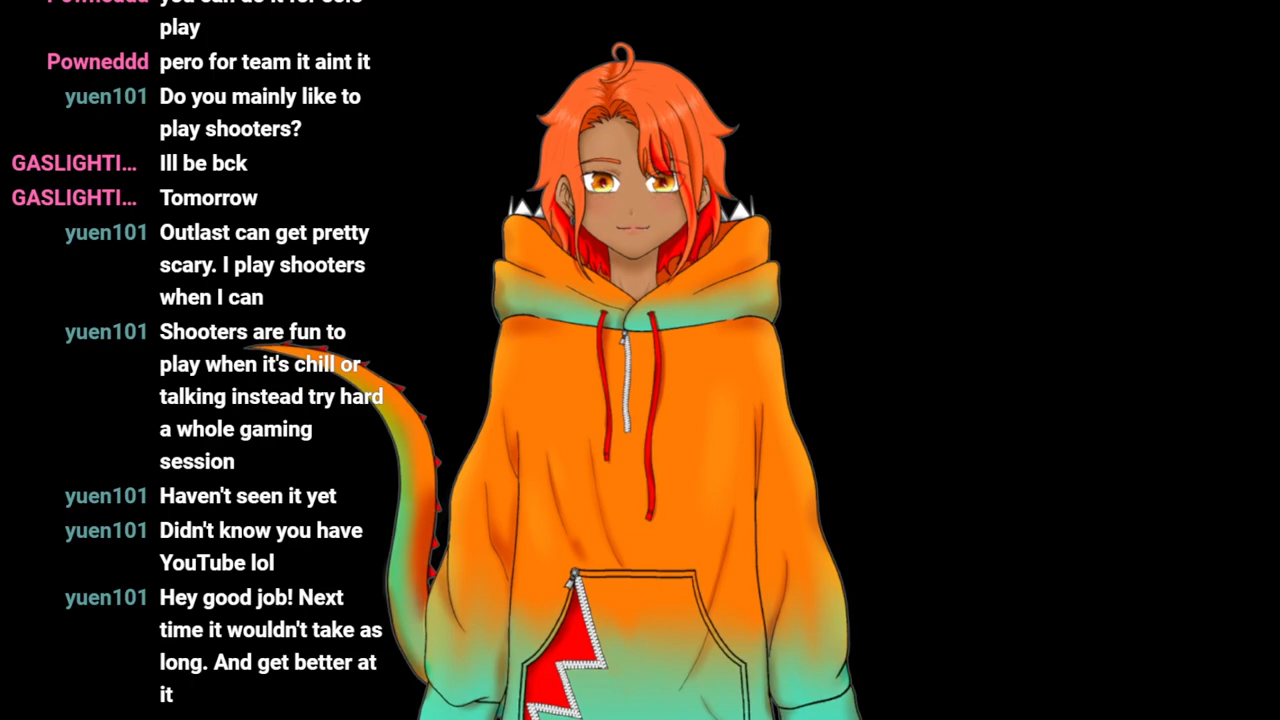 play
Powneddd pero for team it aint it
yuen101 Do you mainly like to
play shooters?
GASLIGHTI... Ill be bck
GASLIGHTI... Tomorrow
yuen101 Outlast can get pretty
scary. I play shooters
when I can
yuen101 Shooters are fun to
play when it's chill or
talking instead try hard
a whole gaming
session
yuen101 Haven't seen it yet
yuen101 Didn't know you have
YouTube lol
yuen101 Hey good job! Next
time it wouldn't take as
long. And get better at
it